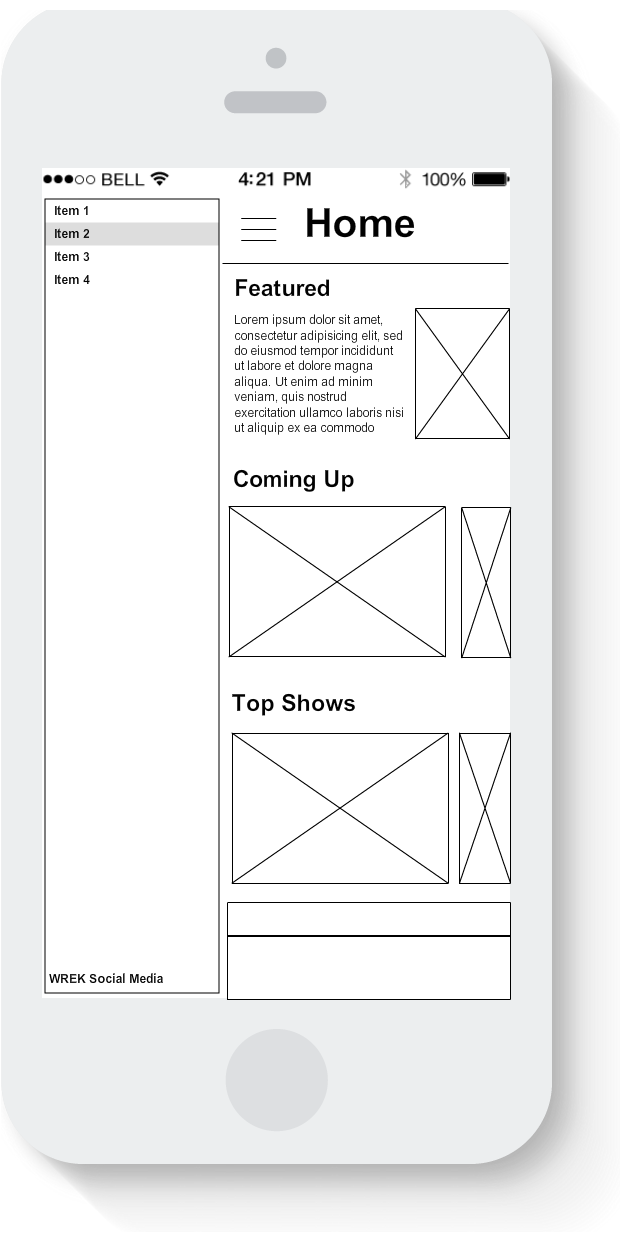 BELL 4:21 PM 100%
Item 1
Item 2
Item 3
Item 4
WREK Social Media
Home
Featured
Lorem ipsum dolor sit amet,
consectetur adipisicing elit, sed
do eiusmod tempor incididunt
ut labore et dolore magna
aliqua. Ut enim ad minim
veniam, quis nostrud
exercitation ullamco laboris nisi
ut aliquip ex ea commodo
Coming Up
Top Shows